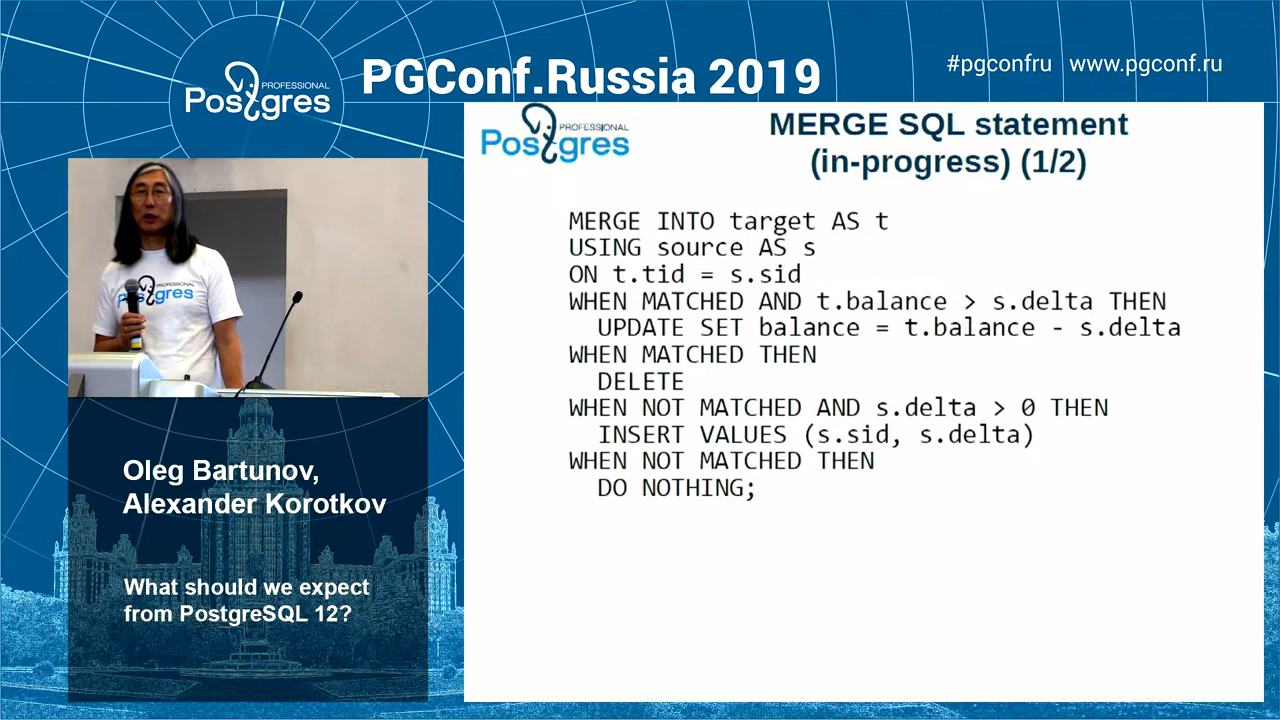 PROFESSIONAL
Postgres
PGConf.Russia 2019
#pgconfru www.pgconf.ru
PROFESSIONAL
Postgres
MERGE SQL statement
(in-progress) (1/2)
MERGE INTO target AS t
USING source AS s
ON t.tid = s.sid
WHEN MATCHED AND t.balance > s.delta THEN
UPDATE SET balance = t.balance - s.delta
WHEN MATCHED THEN
DELETE
WHEN NOT MATCHED AND s.delta > 0 THEN
INSERT VALUES (s.sid, s.delta)
WHEN NOT MATCHED THEN
DO NOTHING;
PROFESSIONAL
Postgres
Oleg Bartunov,
Alexander Korotkov
What should we expect
from PostgreSQL 12?